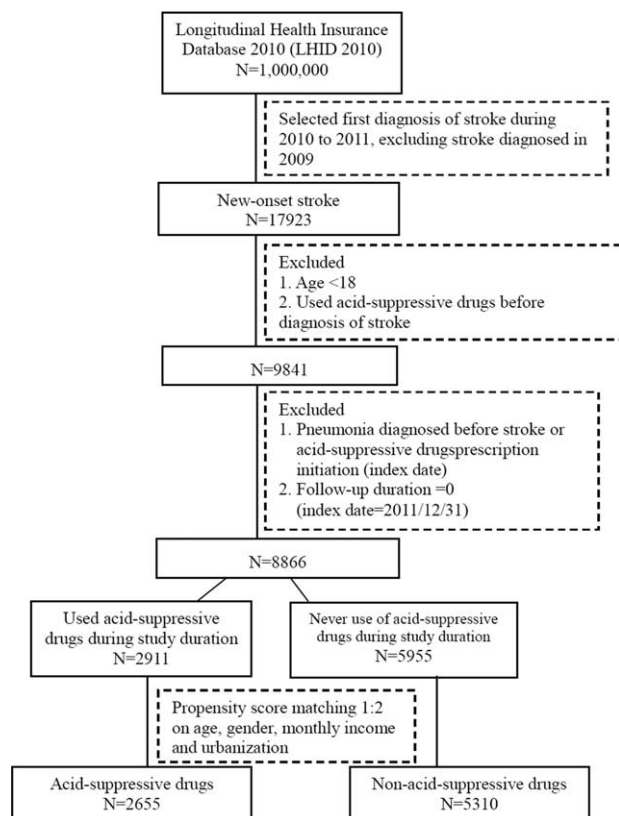 Longitudinal Health Insurance
Database 2010 (LHID 2010)
N=1,000,000
Selected first diagnosis of stroke during
2010 to 2011, excluding stroke diagnosed in
2009
New-onset stroke
N=17923
Excluded
1. Age <18
2. Used acid-suppressive drugs before
diagnosis of stroke
N=9841
Excluded
1. Pneumonia diagnosed before stroke or
acid-suppressive drugsprescription
initiation (index date)
2. Follow-up duration =0
(index date=2011/12/31)
N=8866
Used acid-suppressive
drugs during study duration
N=2911
Never use of acid-suppressive
drugs during study duration
N=5955
Propensity score matching 1:2
on age, gender, monthly income
and urbanization
Acid-suppressive drugs
N=2655
Non-acid-suppressive drugs
N=5310